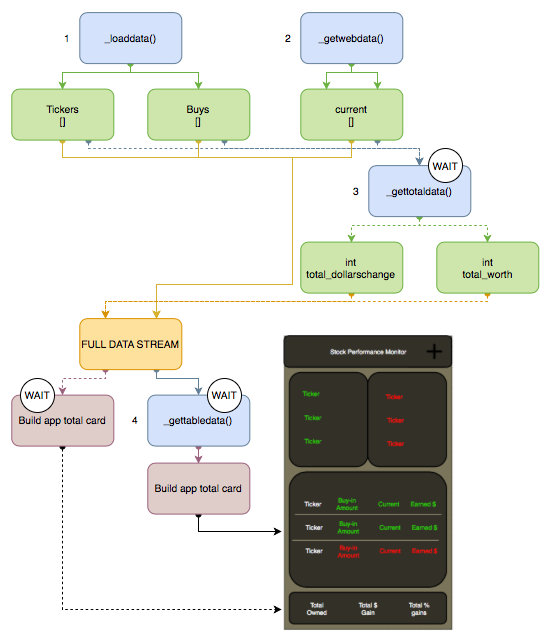 1
_loaddata()
2
_getwebdata()
Tickers
[]
Buys
[]
current
[]
WAIT
3
_gettotaldata()
int
total_dollarschange
int
total_worth
FULL DATA STREAM
WAIT
Build app total card
WAIT
4
_gettabledata()
Build app total card
Stock Performance Monitor
+
Ticker
Ticker
Ticker
Ticker
Ticker
Ticker
Ticker Buy-in Amount Current Earned $
Ticker Buy-in Amount Current Earned $
Ticker Buy-in Amount Current Earned $
Total Owned
Total $ Gain
Total % gains